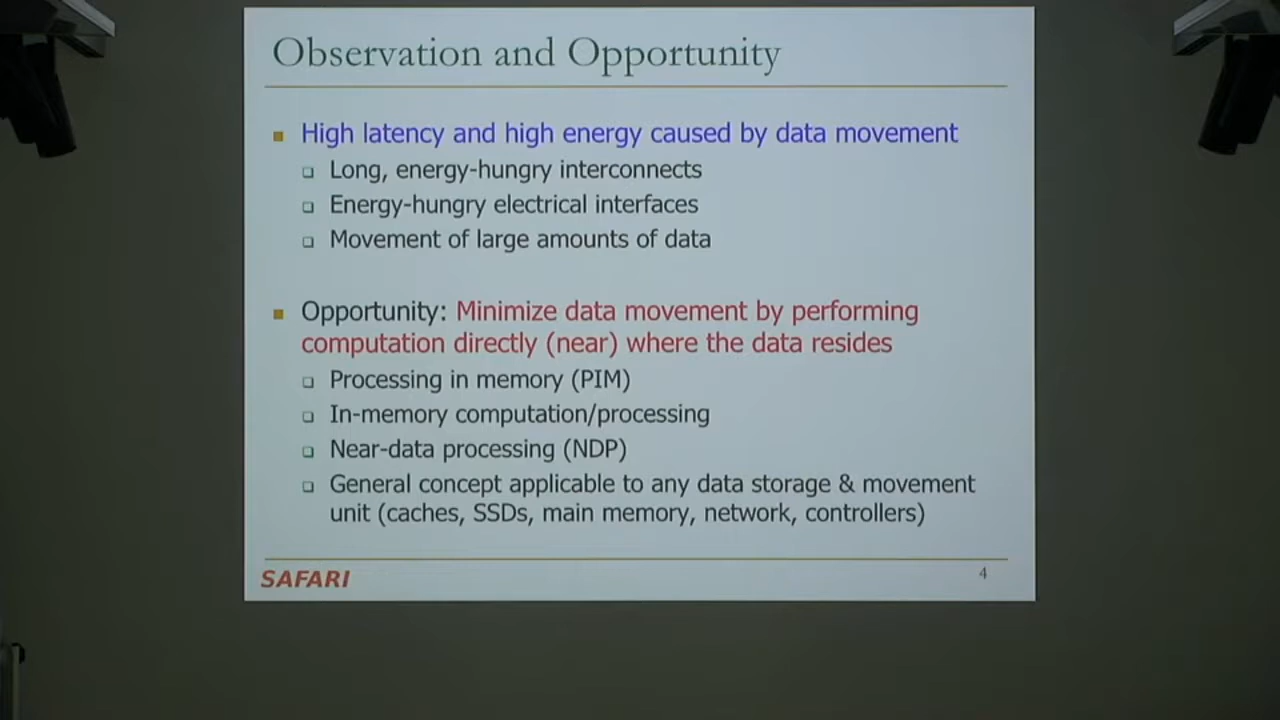 Observation and Opportunity
High latency and high energy caused by data movement
Long, energy-hungry interconnects
Energy-hungry electrical interfaces
Movement of large amounts of data
Opportunity: Minimize data movement by performing
computation directly (near) where the data resides
Processing in memory (PIM)
In-memory computation/processing
Near-data processing (NDP)
General concept applicable to any data storage & movement
unit (caches, SSDs, main memory, network, controllers)
SAFARI
4